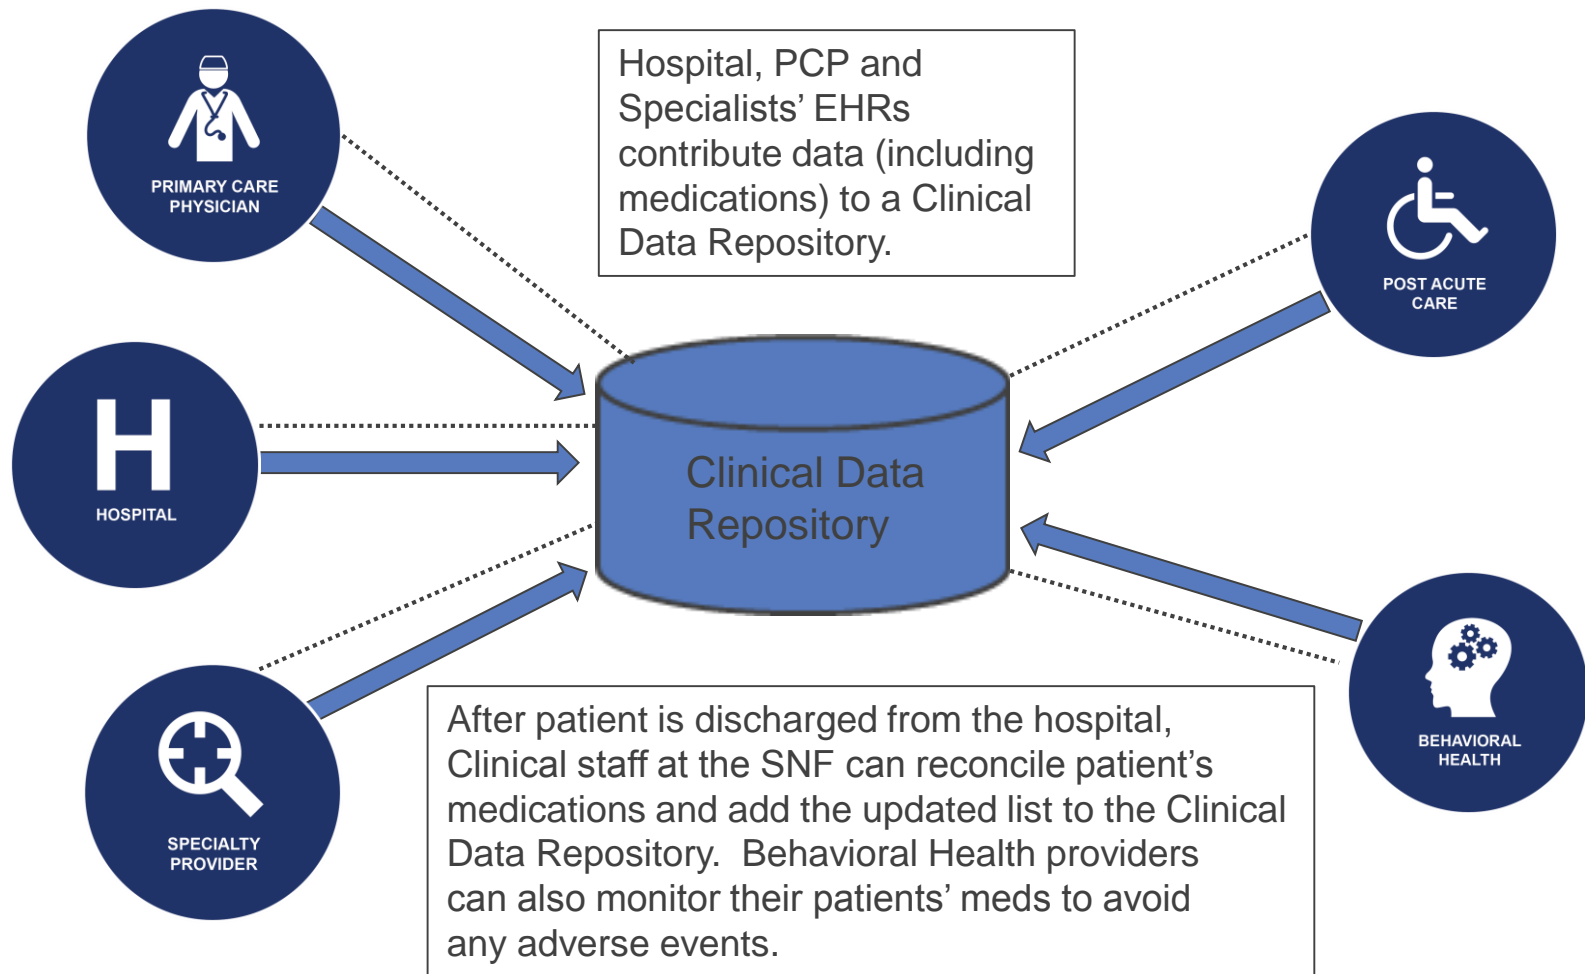 PRIMARY CARE
PHYSICIAN
Hospital, PCP and
Specialists’ EHRs
contribute data (including
medications) to a Clinical
Data Repository.
POST ACUTE
CARE
H
HOSPITAL
Clinical Data
Repository
SPECIALTY
PROVIDER
After patient is discharged from the hospital,
Clinical staff at the SNF can reconcile patient’s
medications and add the updated list to the Clinical
Data Repository.  Behavioral Health providers
can also monitor their patients’ meds to avoid
any adverse events.
BEHAVIORAL
HEALTH